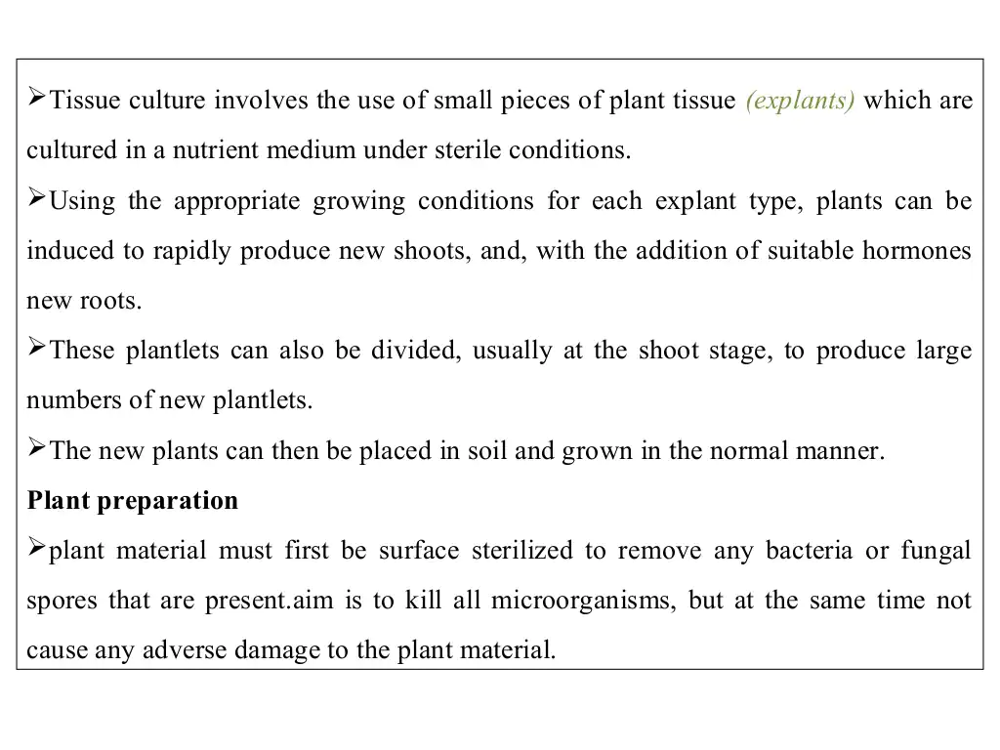 ➢Tissue culture involves the use of small pieces of plant tissue (explants) which are
cultured in a nutrient medium under sterile conditions.
➢Using the appropriate growing conditions for each explant type, plants can be
induced to rapidly produce new shoots, and, with the addition of suitable hormones
new roots.
➢These plantlets can also be divided, usually at the shoot stage, to produce large
numbers of new plantlets.
➢The new plants can then be placed in soil and grown in the normal manner.
Plant preparation
➢plant material must first be surface sterilized to remove any bacteria or fungal
spores that are present.aim is to kill all microorganisms, but at the same time not
cause any adverse damage to the plant material.